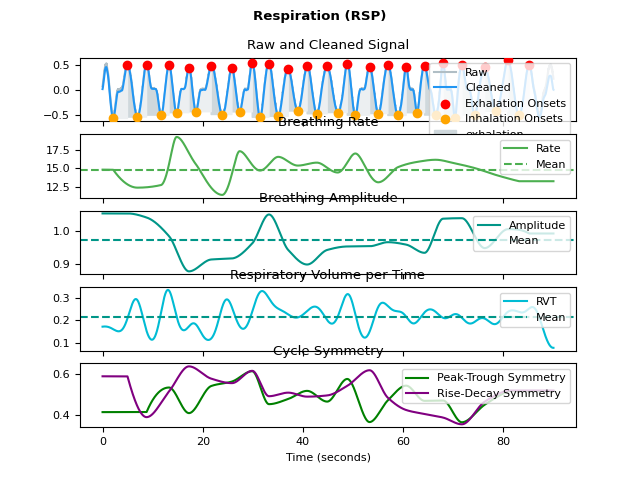 Respiration (RSP)
Raw and Cleaned Signal
0.5
0.0
−0.5
Raw
Cleaned
Exhalation Onsets
Inhalation Onsets
exhalation
Breathing Rate
17.5
15.0
12.5
Rate
Mean
Breathing Amplitude
1.0
0.9
Amplitude
Mean
Respiratory Volume per Time
0.3
0.2
0.1
RVT
Mean
Cycle Symmetry
0.6
0.4
Peak-Trough Symmetry
Rise-Decay Symmetry
0 20 40 60 80
Time (seconds)